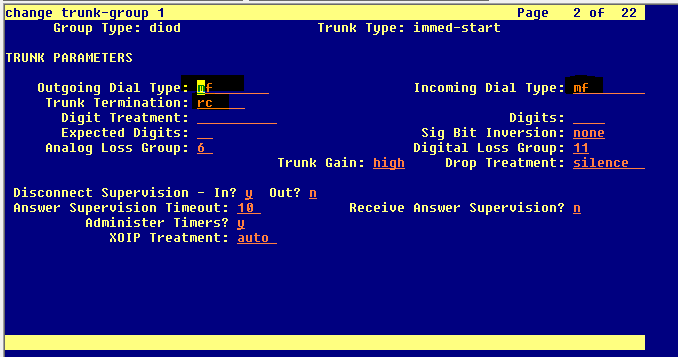 change trunk-group 1 Page 2 of 22
Group Type: diod Trunk Type: immed-start
TRUNK PARAMETERS
Outgoing Dial Type: mf Incoming Dial Type: mf
Trunk Termination: rc
Digit Treatment: Digits:
Expected Digits: Sig Bit Inversion: none
Analog Loss Group: 6 Digital Loss Group: 11
Trunk Gain: high Drop Treatment: silence
Disconnect Supervision - In? y Out? n
Answer Supervision Timeout: 10 Receive Answer Supervision? n
Administer Timers? y
XOIP Treatment: auto